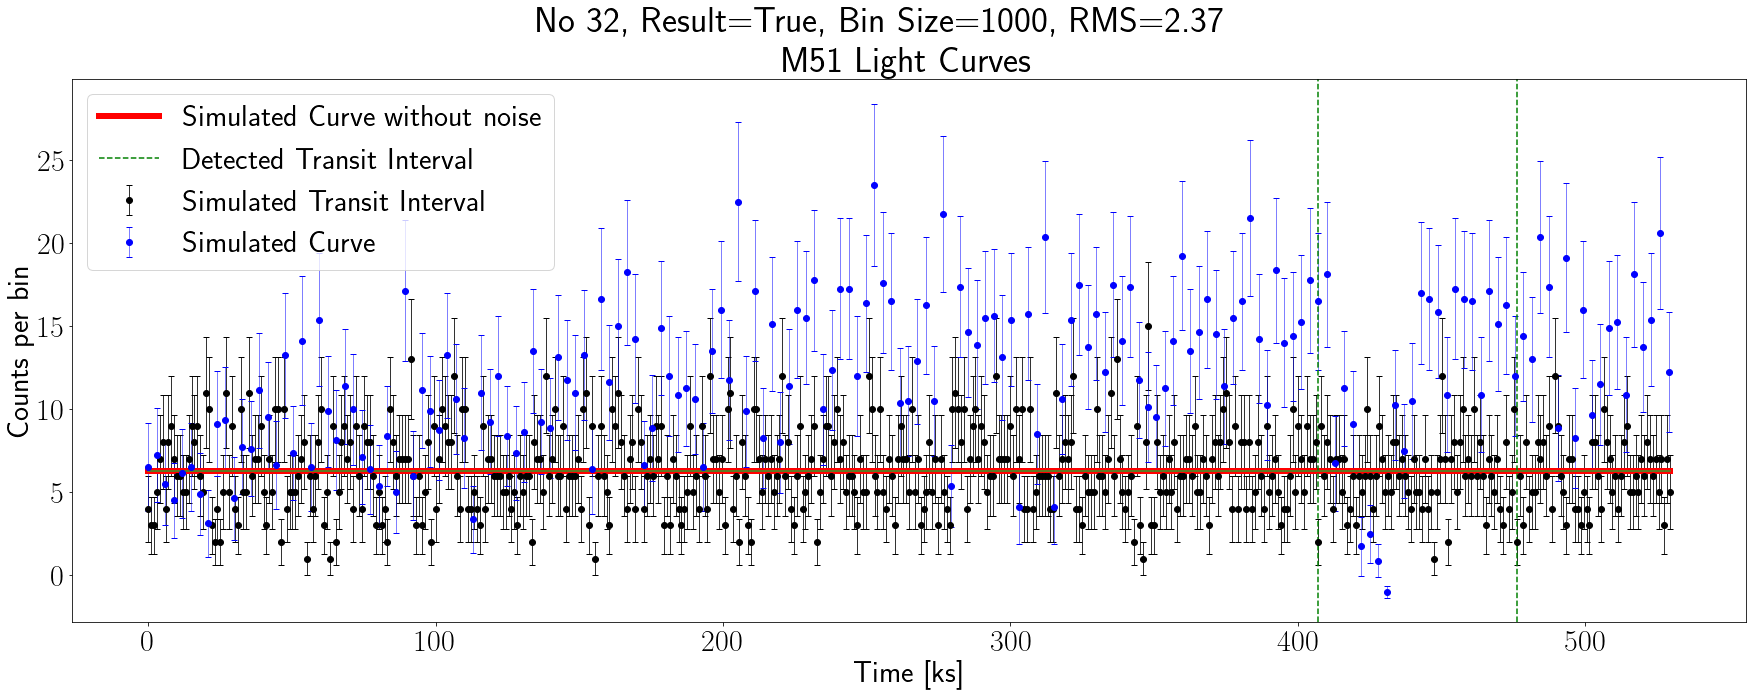 No 32, Result=True, Bin Size=1000, RMS=2.37
M51 Light Curves
Simulated Curve without noise
Detected Transit Interval
Simulated Transit Interval
Simulated Curve
Counts per bin
25
20
15
10
5
0
0 100 200 300 400 500
Time [ks]